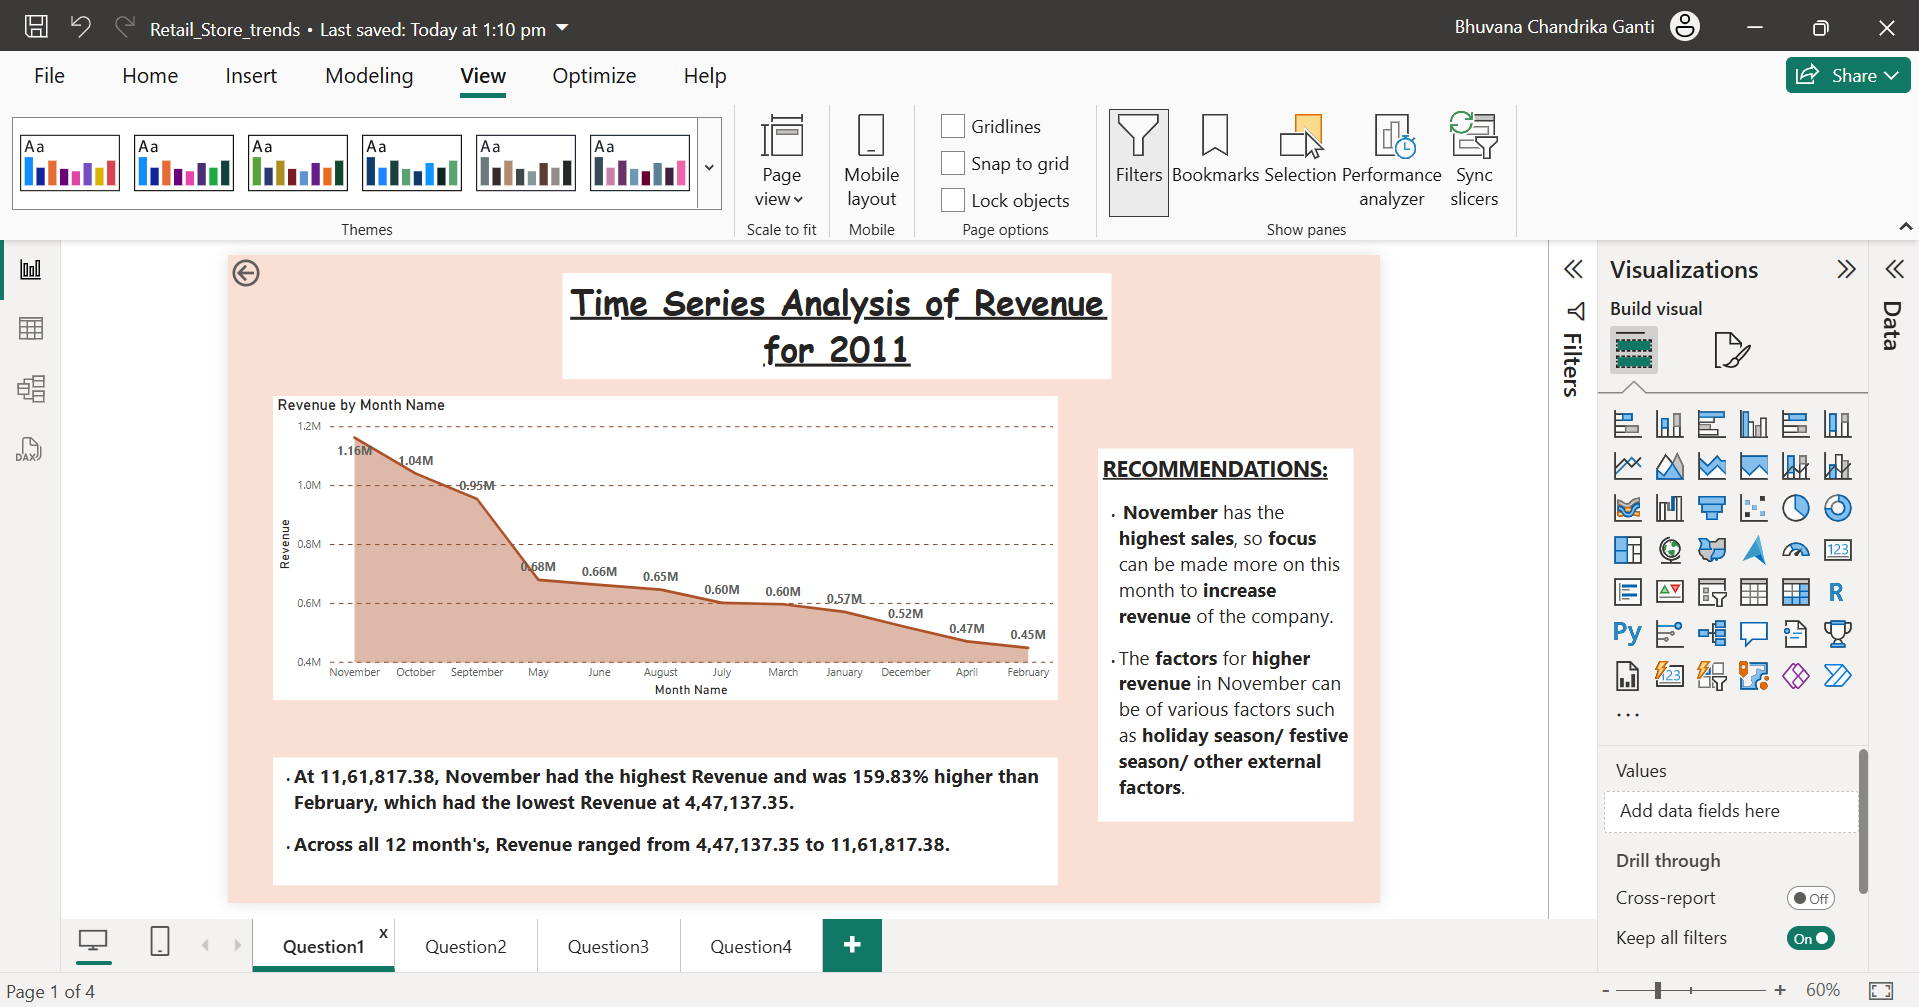 Retail_Store_trends • Last saved: Today at 1:10 pm
Bhuvana Chandrika Ganti
File Home Insert Modeling View Optimize Help
Share
Aa Aa Aa Aa Aa Aa
Themes
Page view
Scale to fit
Mobile layout
Mobile
Gridlines
Snap to grid
Lock objects
Page options
Filters
Bookmarks
Selection
Performance analyzer
Sync slicers
Show panes
DAX
Time Series Analysis of Revenue
for 2011
Revenue by Month Name
1.2M
1.0M
0.8M
0.6M
0.4M
Revenue
1.16M 1.04M 0.95M 0.68M 0.66M 0.65M 0.60M 0.60M 0.57M 0.52M 0.47M 0.45M
November October September May June August July March January December April February
Month Name
RECOMMENDATIONS:
· November has the
highest sales, so focus
can be made more on this
month to increase
revenue of the company.
· The factors for higher
revenue in November can
be of various factors such
as holiday season/ festive
season/ other external
factors.
· At 11,61,817.38, November had the highest Revenue and was 159.83% higher than
February, which had the lowest Revenue at 4,47,137.35.
· Across all 12 month's, Revenue ranged from 4,47,137.35 to 11,61,817.38.
Filters
Visualizations
Build visual
123
R
Py
123
...
Values
Add data fields here
Drill through
Cross-report Off
Keep all filters On
Data
Question1 x Question2 Question3 Question4 +
Page 1 of 4
- + 60%